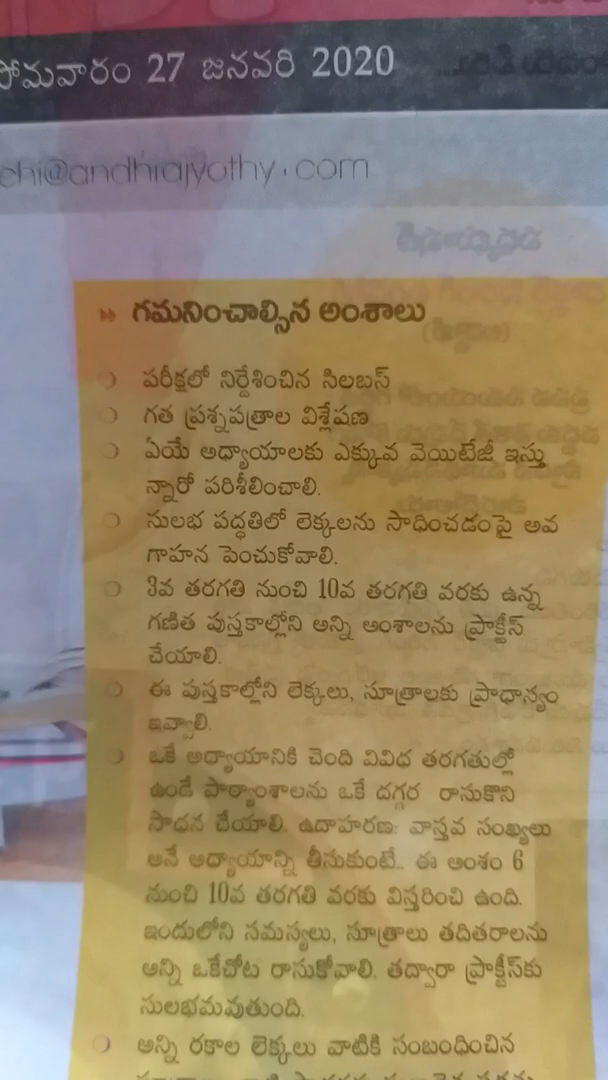 సోమవారం 27 జనవరి 2020
chi@andhrajyothy.com
గమనించాల్సిన అంశాలు
పరీక్షలో నిర్దేశించిన సిలబస్
గత ప్రశ్నపత్రాల విశ్లేషణ
ఏయే అధ్యాయాలకు ఎక్కువ వెయిటేజీ ఇస్తు
న్నారో పరిశీలించాలి.
సులభ పద్ధతిలో లెక్కలను సాధించడంపై అవ
గాహన పెంచుకోవాలి.
3వ తరగతి నుంచి 10వ తరగతి వరకు ఉన్న
గణిత పుస్తకాల్లోని అన్ని అంశాలను ప్రాక్టీస్
చేయాలి.
ఈ పుస్తకాల్లోని లెక్కలు, సూత్రాలకు ప్రాధాన్యం
ఇవ్వాలి.
ఒకే అధ్యాయానికి చెంది వివిధ తరగతుల్లో
ఉండే పాఠ్యాంశాలను ఒకే దగ్గర రాసుకొని
సాధన చేయాలి. ఉదాహరణ: వాస్తవ సంఖ్యలు
అనే అధ్యాయాన్ని తీసుకుంటే.. ఈ అంశం 6
నుంచి 10వ తరగతి వరకు విస్తరించి ఉంది.
ఇందులోని సమస్యలు, సూత్రాలు తదితరాలను
అన్ని ఒకేచోట రాసుకోవాలి. తద్వారా ప్రాక్టీస్‌కు
సులభమవుతుంది.
అన్ని రకాల లెక్కలు వాటికి సంబంధించిన